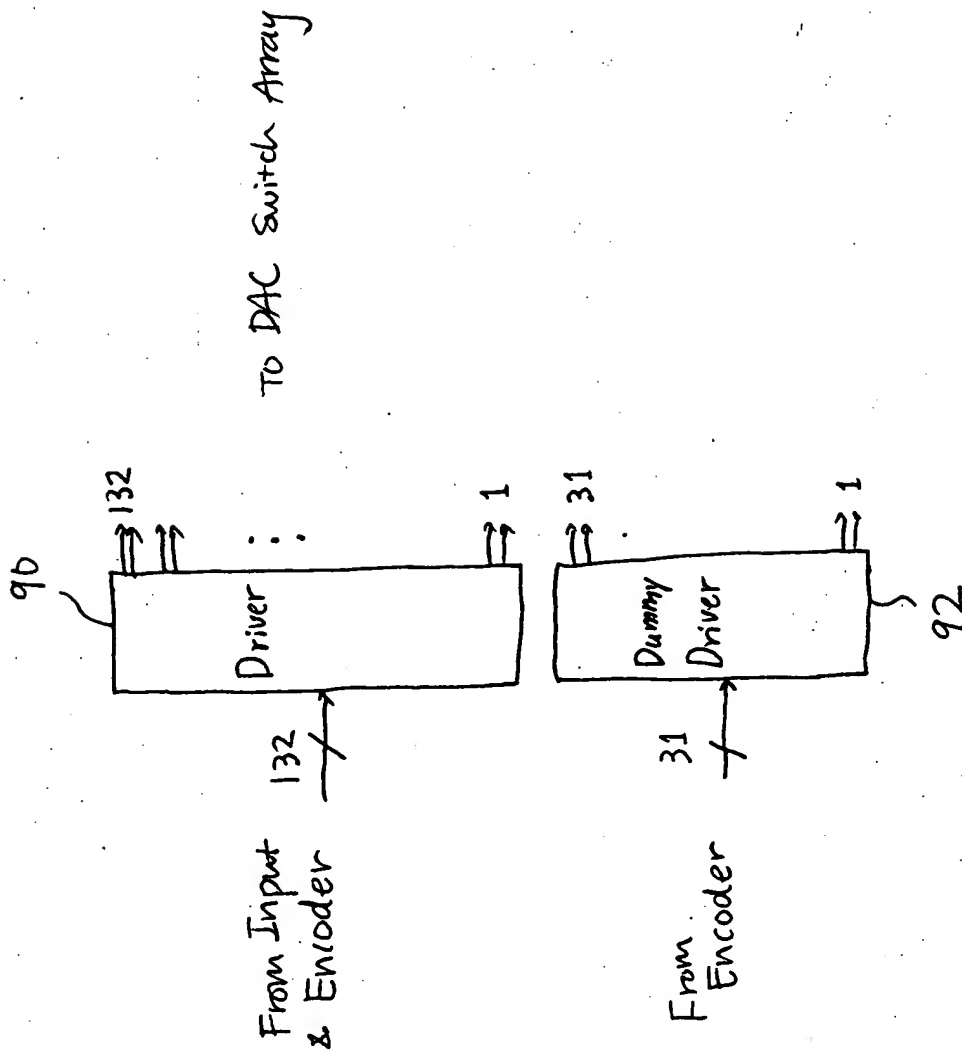 90
132
Driver
⋮
1
132
From Input
& Encoder
To DAC Switch Array
31
Dummy
Driver
1
31
From
Encoder
92